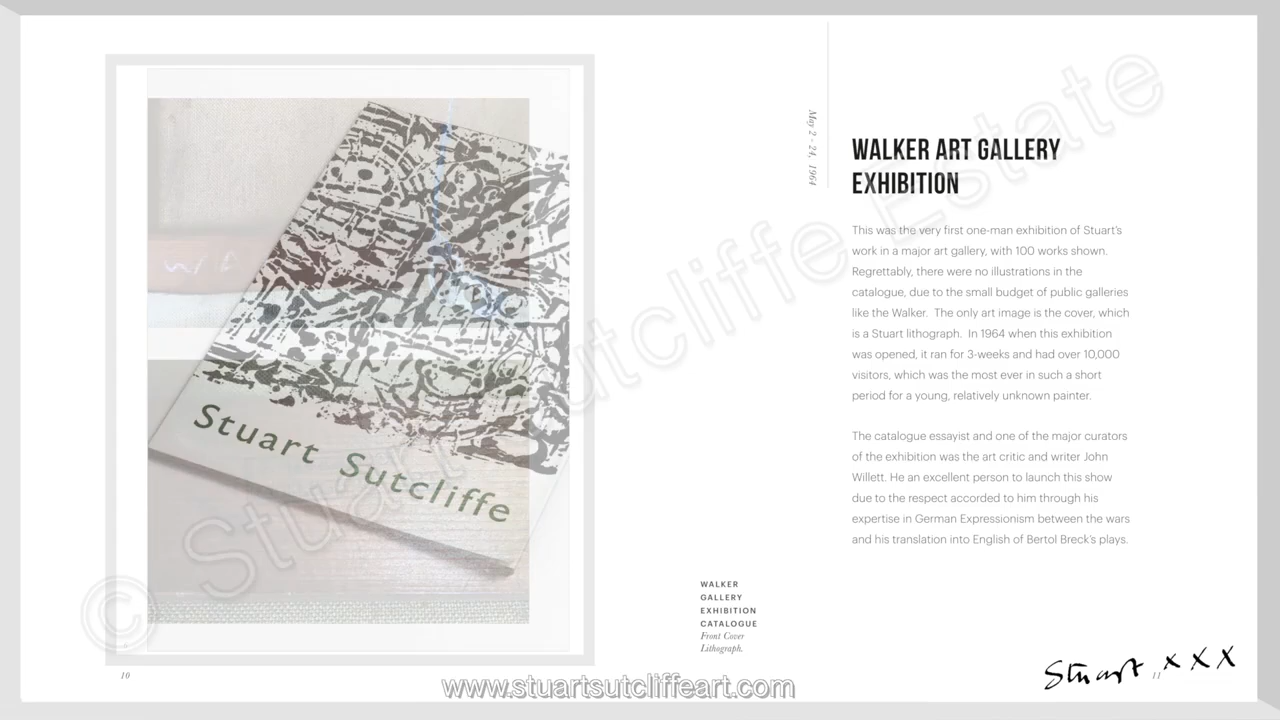 Stuart Sutcliffe
May 2 - 24, 1964
WALKER ART GALLERY
EXHIBITION
This was the very first one-man exhibition of Stuart's
work in a major art gallery, with 100 works shown.
Regrettably, there were no illustrations in the
catalogue, due to the small budget of public galleries
like the Walker.  The only art image is the cover, which
is a Stuart lithograph.  In 1964 when this exhibition
was opened, it ran for 3-weeks and had over 10,000
visitors, which was the most ever in such a short
period for a young, relatively unknown painter.
The catalogue essayist and one of the major curators
of the exhibition was the art critic and writer John
Willett. He an excellent person to launch this show
due to the respect accorded to him through his
expertise in German Expressionism between the wars
and his translation into English of Bertol Breck's plays.
WALKER
GALLERY
EXHIBITION
CATALOGUE
Front Cover
Lithograph.
10
Stuart xxx
11
© Stuart Sutcliffe Estate
www.stuartsutcliffeart.com